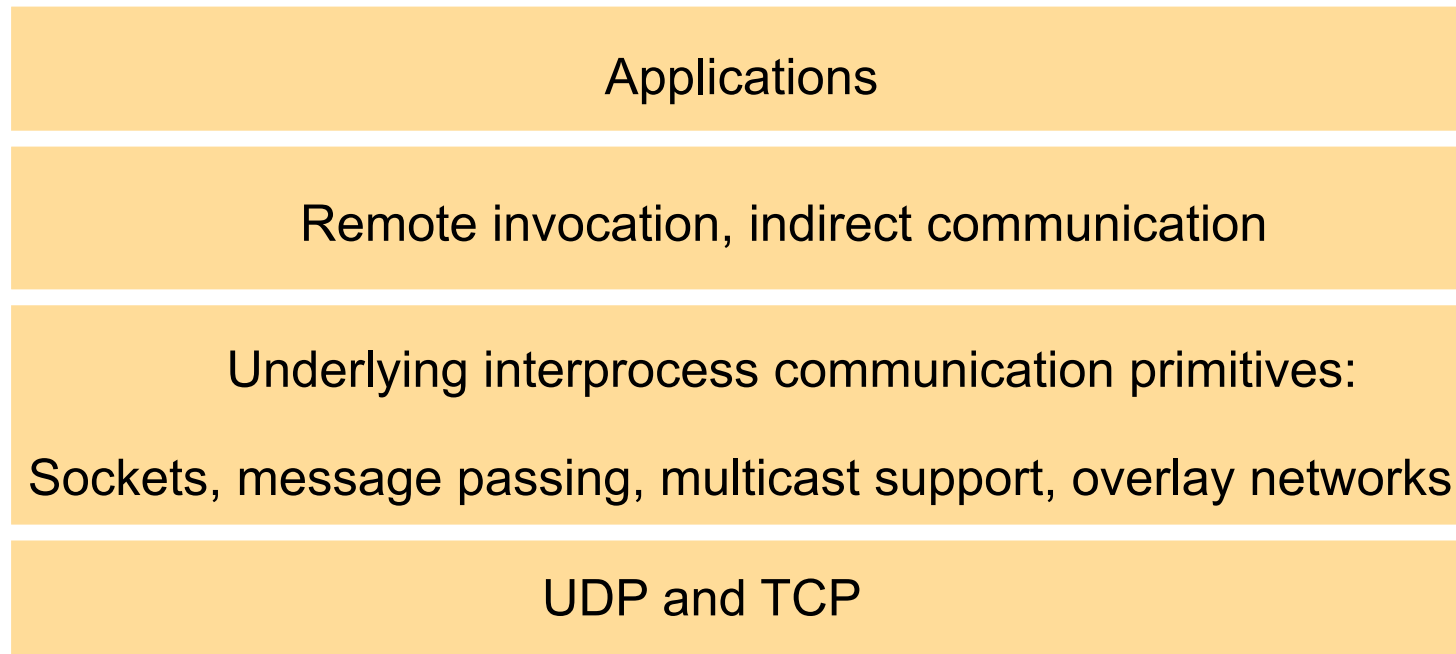 Applications
Remote invocation, indirect communication
Underlying interprocess communication primitives:
Sockets, message passing, multicast support, overlay networks
UDP and TCP